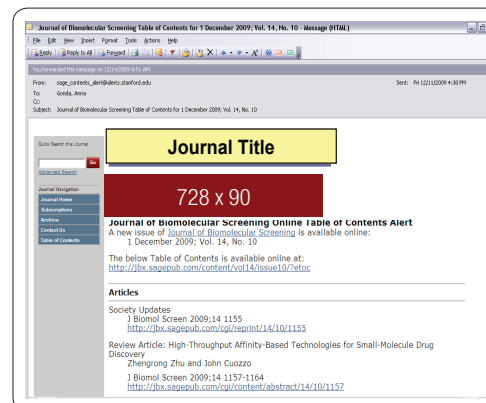 Journal of Biomolecular Screening Table of Contents for 1 December 2009; Vol. 14, No. 10 - Message (HTML)
File Edit View Insert Format Tools Actions Help
Reply Reply to All Forward
You forwarded this message on 12/14/2009 8:51 AM.
From: sage_contents_alert@alerts.stanford.edu Sent: Fri 12/11/2009 4:38 PM
To: Gonda, Anna
Cc:
Subject: Journal of Biomolecular Screening Table of Contents for 1 December 2009; Vol. 14, No. 10
Quick Search this Journal
Go
Advanced Search
Journal Navigation
Journal Home
Subscriptions
Archive
Contact Us
Table of Contents
Journal Title
728 x 90
Journal of Biomolecular Screening Online Table of Contents Alert
A new issue of Journal of Biomolecular Screening is available online:
1 December 2009; Vol. 14, No. 10
The below Table of Contents is available online at:
http://jbx.sagepub.com/content/vol14/issue10/?etoc
Articles
Society Updates
J Biomol Screen 2009;14 1155
http://jbx.sagepub.com/cgi/reprint/14/10/1155
Review Article: High-Throughput Affinity-Based Technologies for Small-Molecule Drug
Discovery
Zhengrong Zhu and John Cuozzo
J Biomol Screen 2009;14 1157-1164
http://jbx.sagepub.com/cgi/content/abstract/14/10/1157